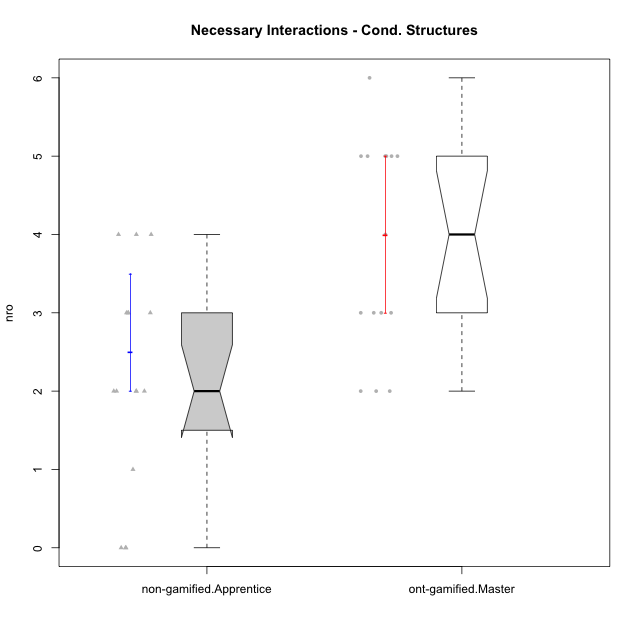 Necessary Interactions - Cond. Structures
nro
6
5
4
3
2
1
0
non-gamified.Apprentice
ont-gamified.Master